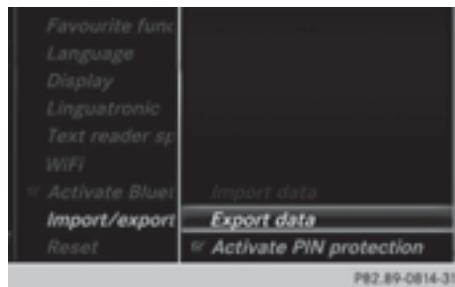 Favourite func
Language
Display
Linguatronic
Text reader sp
WiFi
Activate Bluet
Import data
Import/export
Export data
Reset
Activate PIN protection
P82.89-0814-31